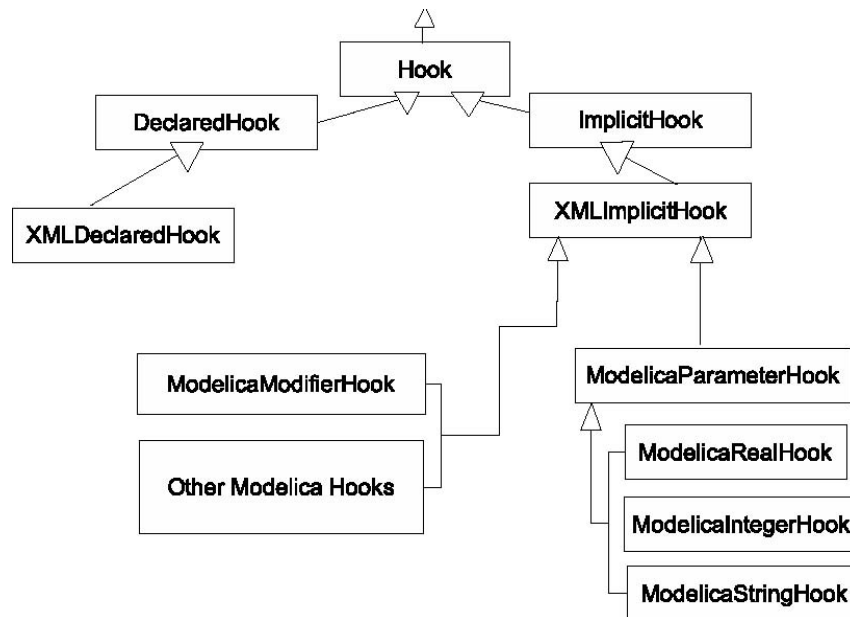 Hook
DeclaredHook
ImplicitHook
XMLDeclaredHook
XMLImplicitHook
ModelicaModifierHook
ModelicaParameterHook
Other Modelica Hooks
ModelicaRealHook
ModelicaIntegerHook
ModelicaStringHook